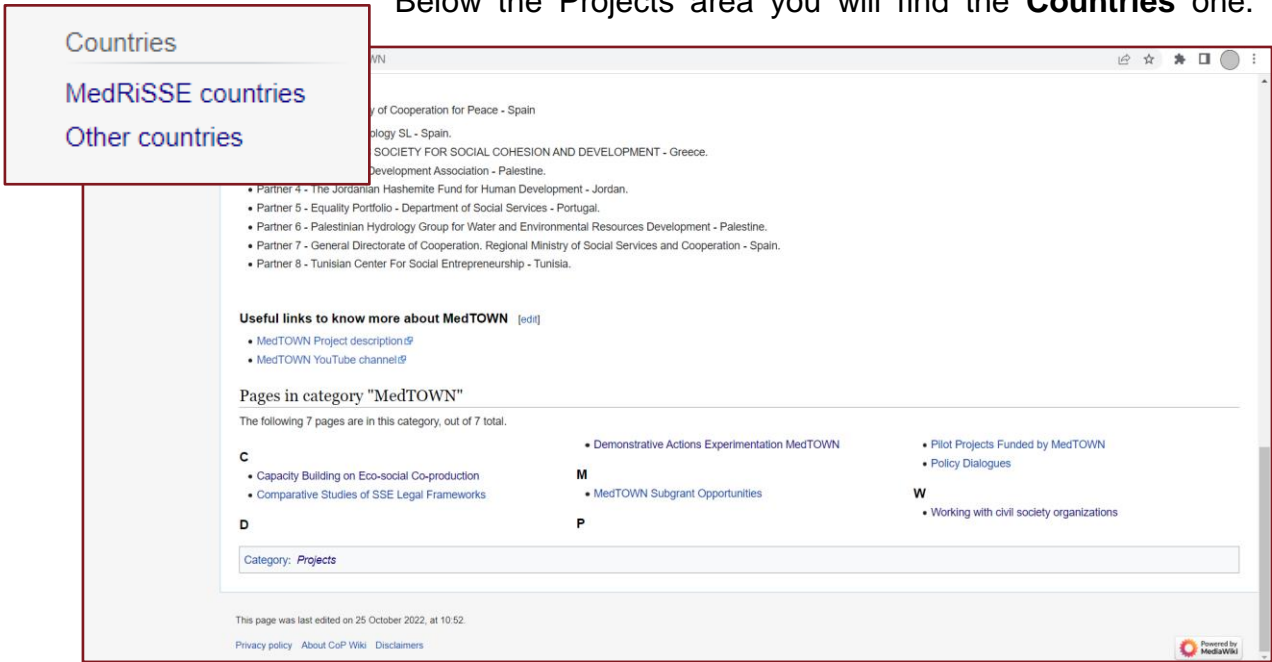 Below the Projects area you will find the Countries one.
Countries
MedRiSSE countries
Other countries
WN
y of Cooperation for Peace - Spain
ology SL - Spain.
SOCIETY FOR SOCIAL COHESION AND DEVELOPMENT - Greece.
Development Association - Palestine.
• Partner 4 - The Jordanian Hashemite Fund for Human Development - Jordan.
• Partner 5 - Equality Portfolio - Department of Social Services - Portugal.
• Partner 6 - Palestinian Hydrology Group for Water and Environmental Resources Development - Palestine.
• Partner 7 - General Directorate of Cooperation. Regional Ministry of Social Services and Cooperation - Spain.
• Partner 8 - Tunisian Center For Social Entrepreneurship - Tunisia.
Useful links to know more about MedTOWN [edit]
• MedTOWN Project description
• MedTOWN YouTube channel
Pages in category "MedTOWN"
The following 7 pages are in this category, out of 7 total.
C
• Capacity Building on Eco-social Co-production
• Comparative Studies of SSE Legal Frameworks
D
• Demonstrative Actions Experimentation MedTOWN
M
• MedTOWN Subgrant Opportunities
P
• Pilot Projects Funded by MedTOWN
• Policy Dialogues
W
• Working with civil society organizations
Category: Projects
This page was last edited on 25 October 2022, at 10:52.
Privacy policy About CoP Wiki Disclaimers
Powered by
MediaWiki